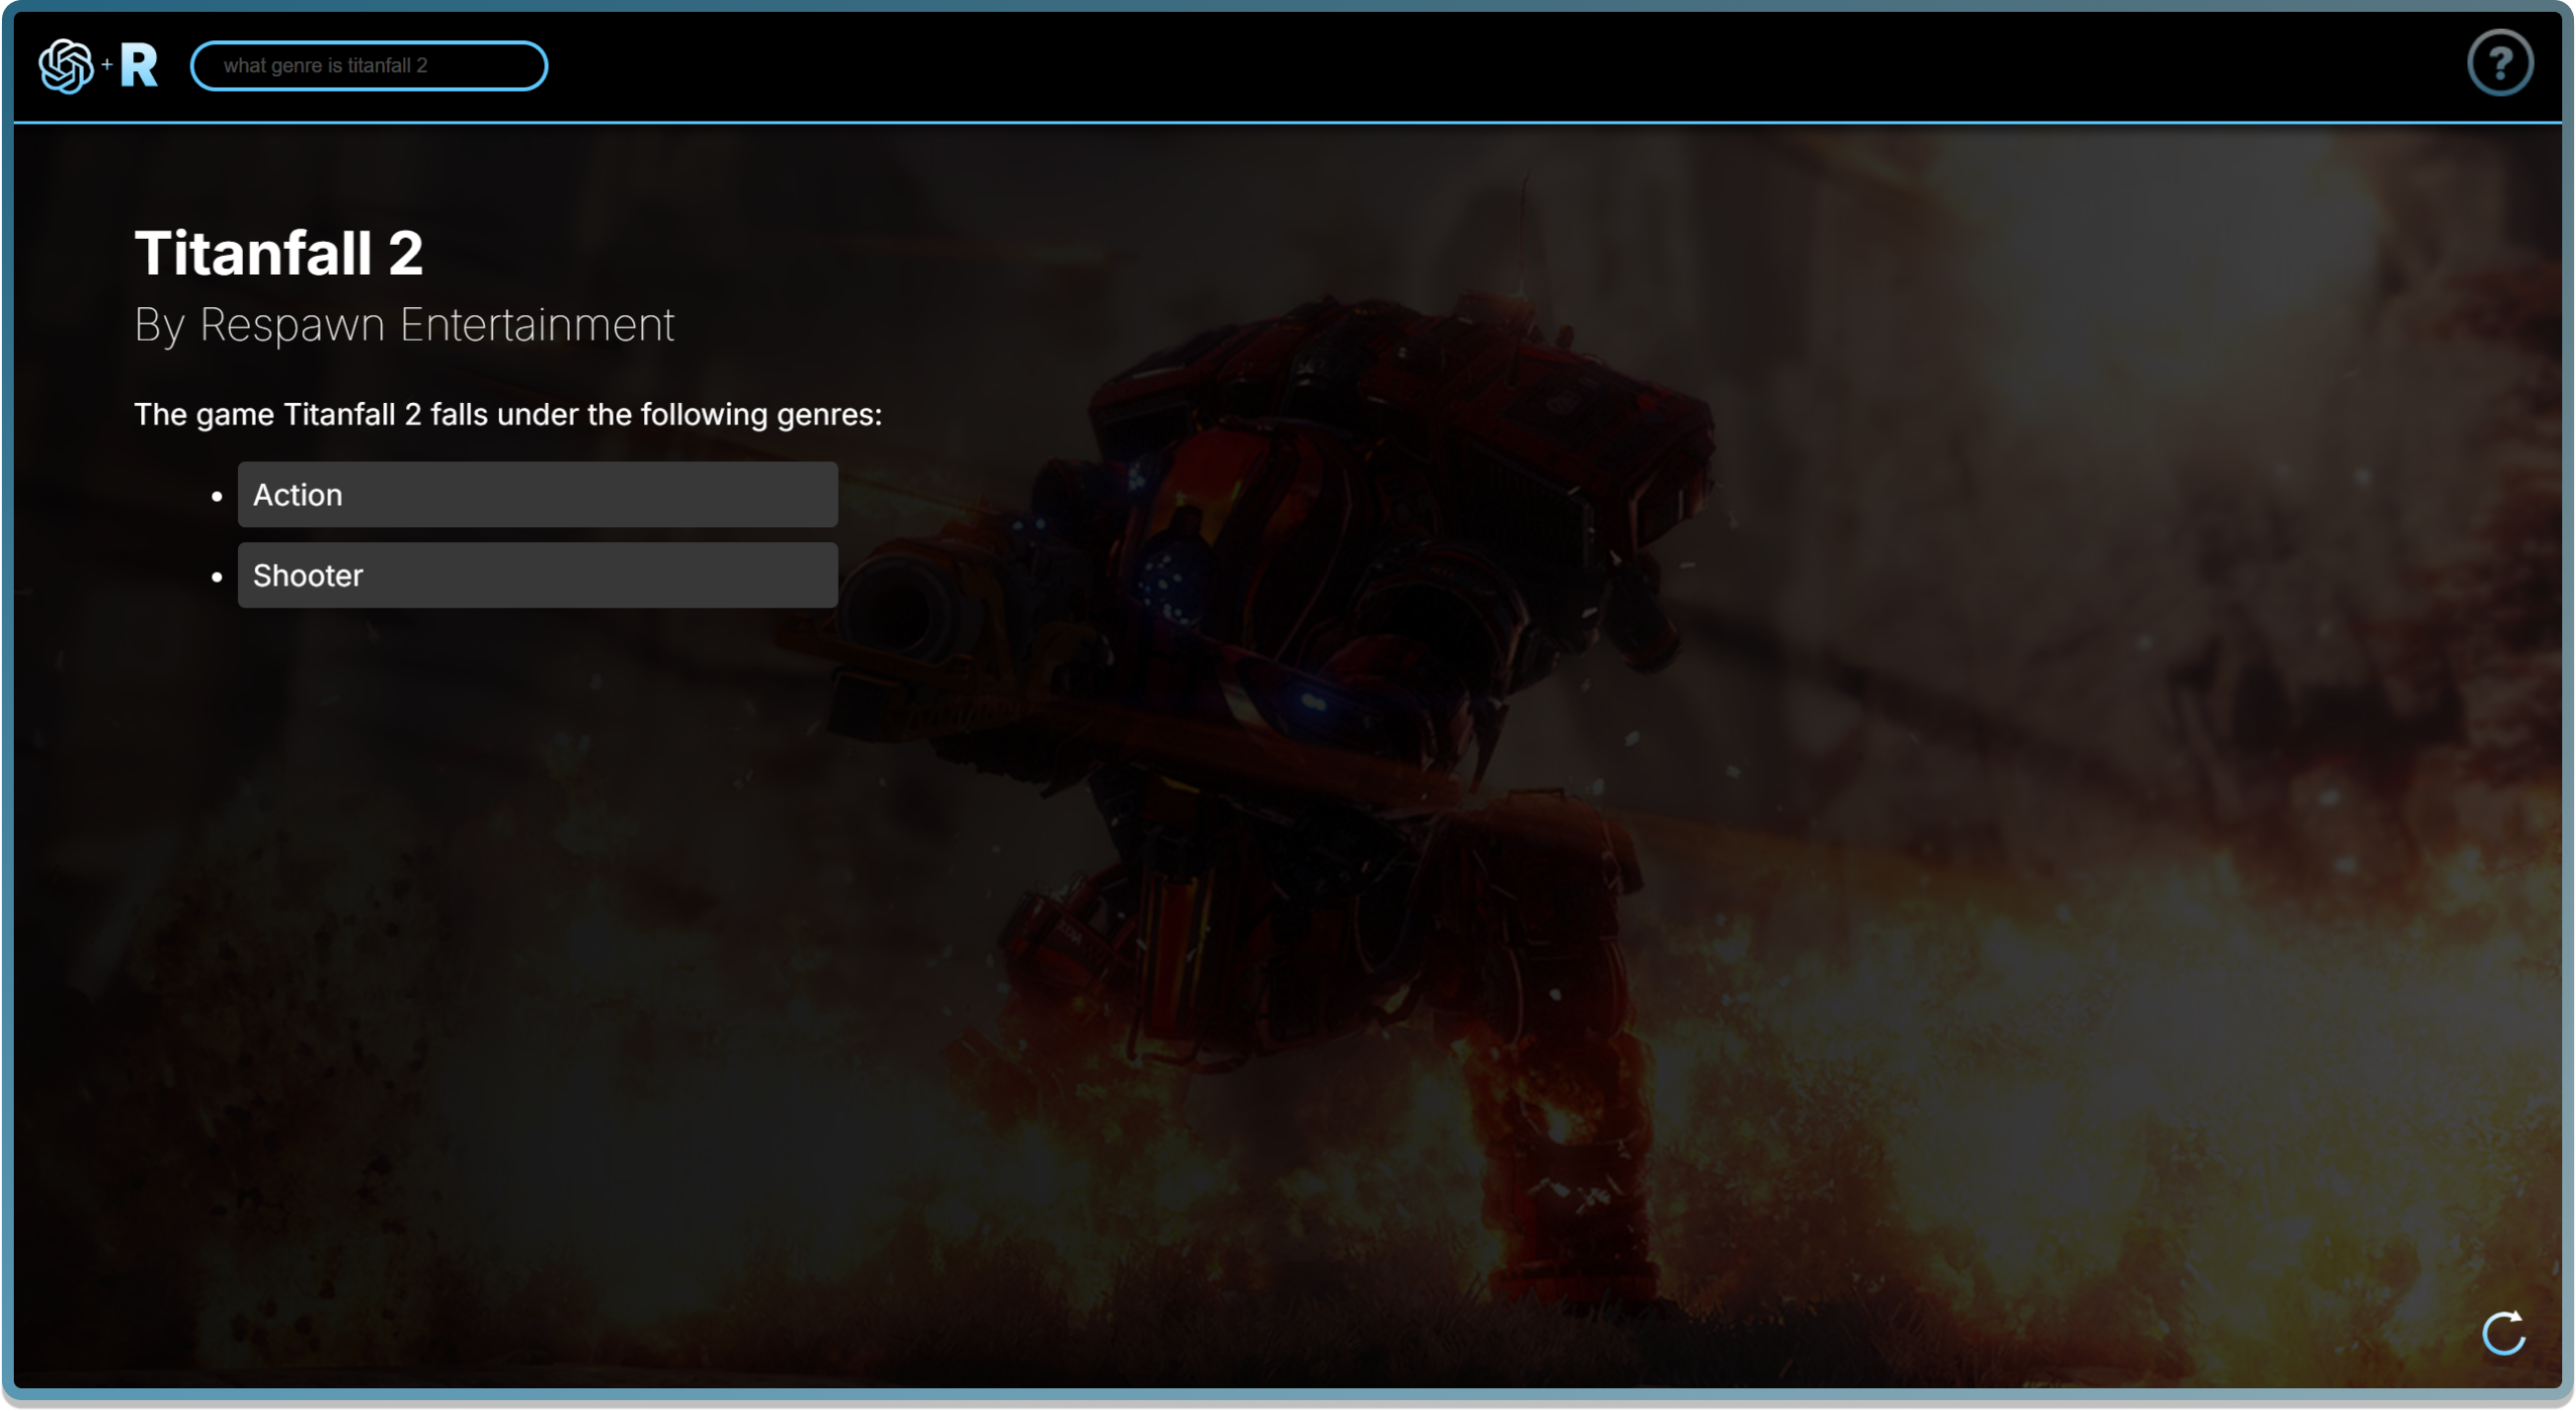 + R what genre is titanfall 2 ?
Titanfall 2
By Respawn Entertainment
The game Titanfall 2 falls under the following genres:
• Action
• Shooter